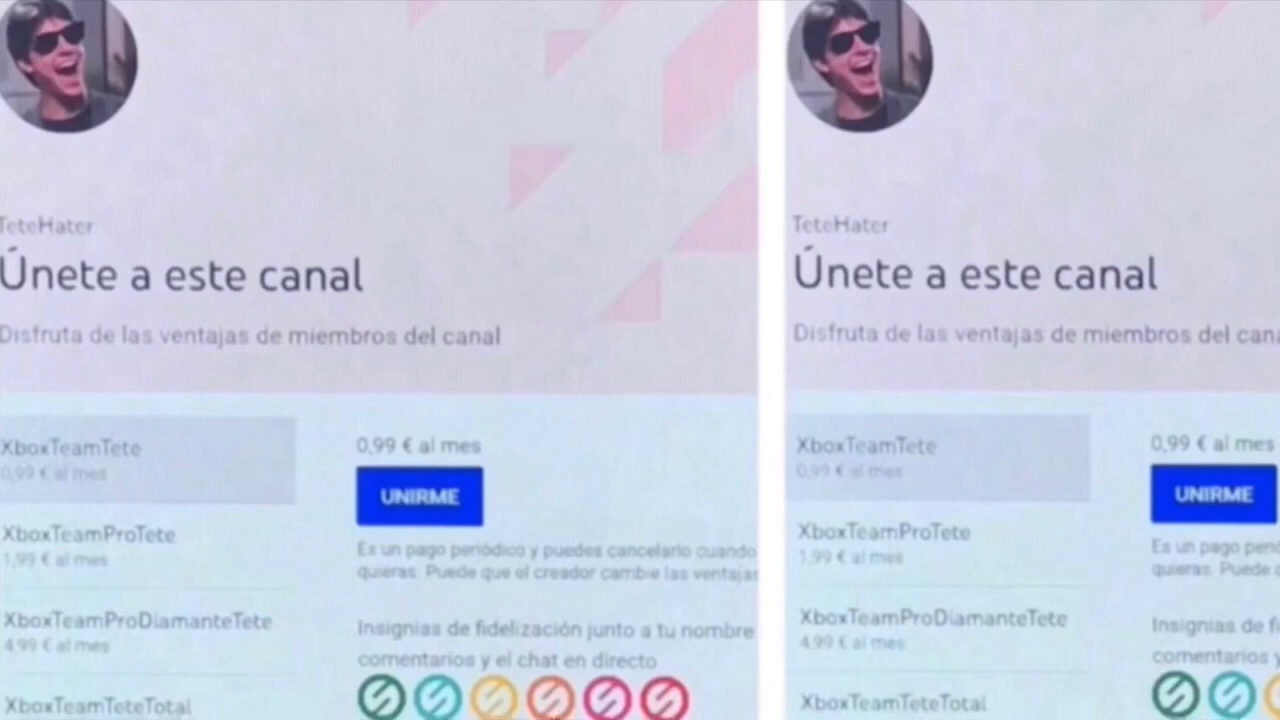 TeteHater
Únete a este canal
Disfruta de las ventajas de miembros del canal
XboxTeamTete
0,99 € al mes
XboxTeamProTete
1,99 € al mes
XboxTeamProDiamanteTete
4,99 € al mes
XboxTeamTeteTotal
0,99 € al mes
UNIRME
Es un pago periódico y puedes cancelarlo cuando
quieras. Puede que el creador cambie las ventajas
Insignias de fidelización junto a tu nombre
comentarios y el chat en directo
TeteHater
Únete a este canal
Disfruta de las ventajas de miembros del
XboxTeamTete
0,99 € al mes
XboxTeamProTete
1,99 € al mes
XboxTeamProDiamanteTete
4,99 € al mes
XboxTeamTeteTotal
0,99 € al mes
UNIRME
Es un pago
quieras. Puede
Insignias de
comentarios y